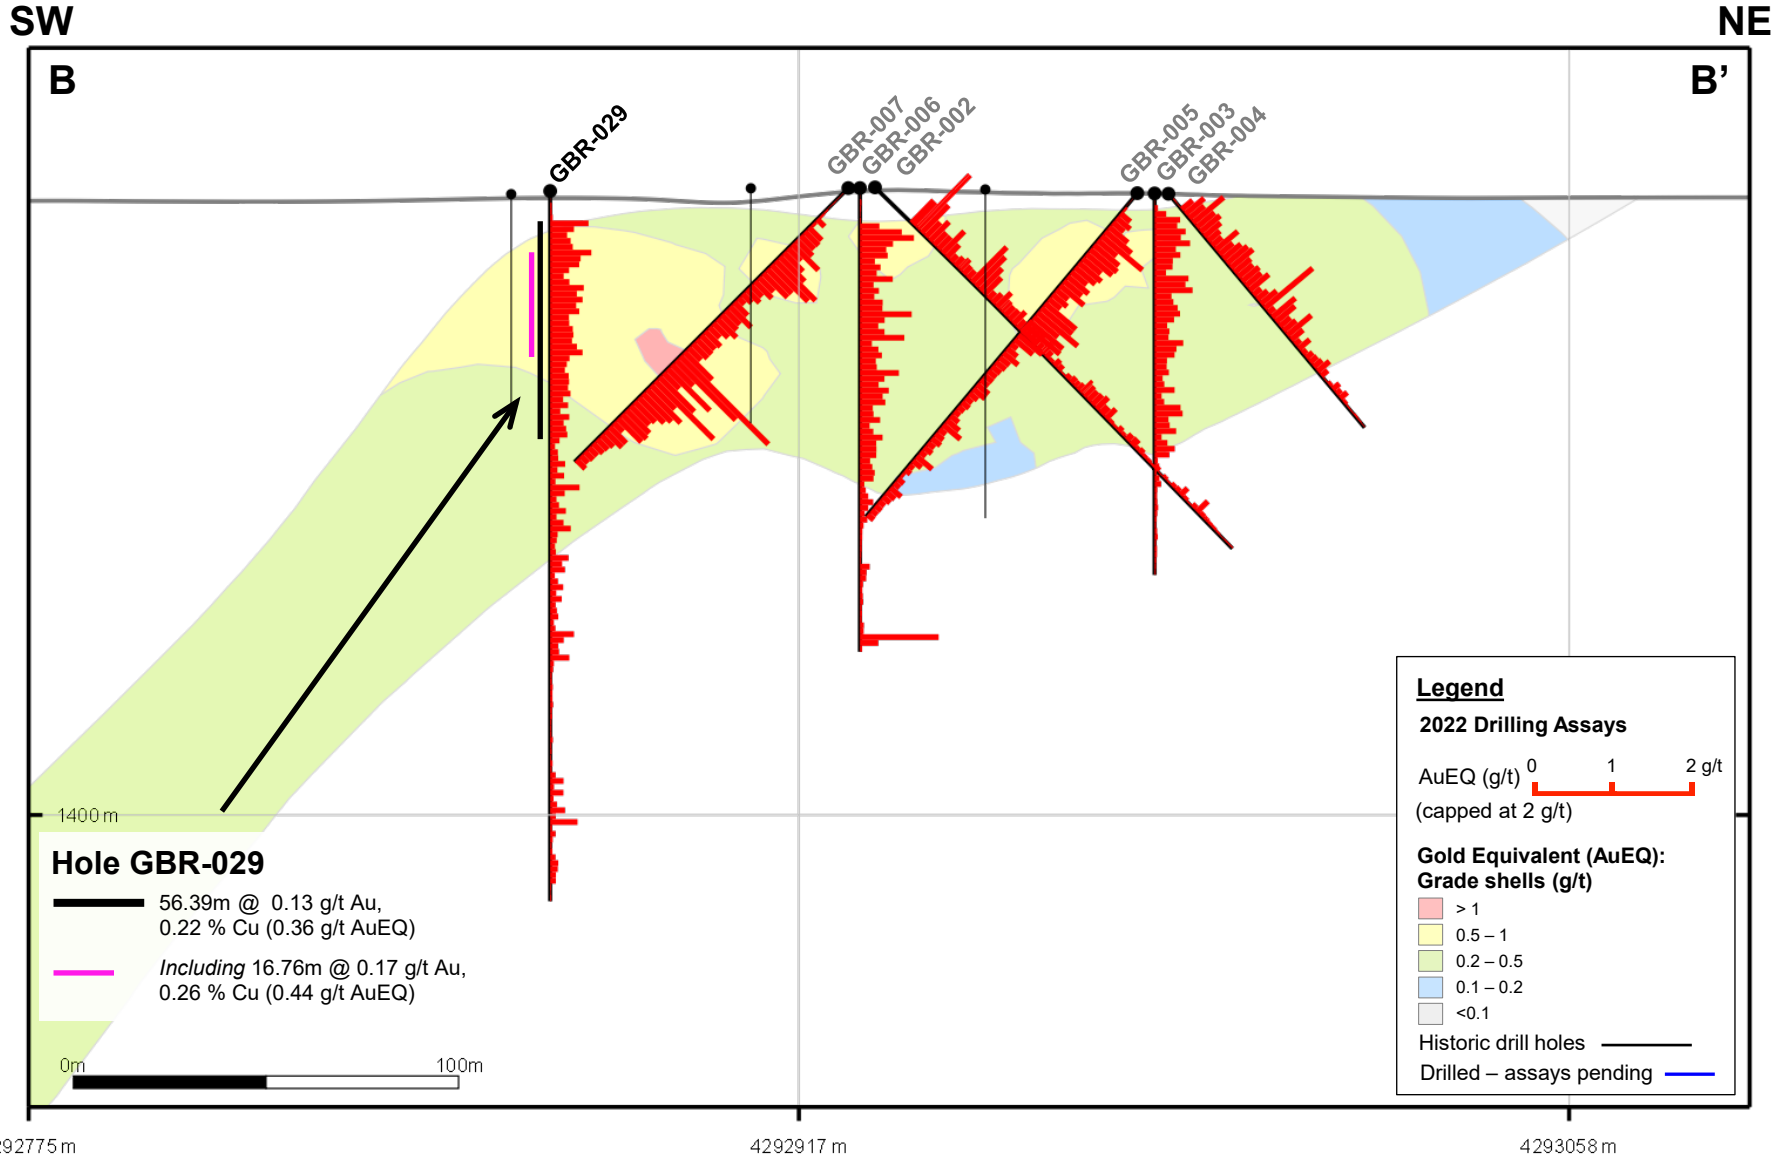 SW
NE
B
B’
GBR-029
GBR-007
GBR-006
GBR-002
GBR-005
GBR-003
GBR-004
1400 m
Hole GBR-029
56.39m @ 0.13 g/t Au,
0.22 % Cu (0.36 g/t AuEQ)
Including 16.76m @ 0.17 g/t Au,
0.26 % Cu (0.44 g/t AuEQ)
0m
100m
Legend
2022 Drilling Assays
AuEQ (g/t)
0
1
2 g/t
(capped at 2 g/t)
Gold Equivalent (AuEQ):
Grade shells (g/t)
> 1
0.5 – 1
0.2 – 0.5
0.1 – 0.2
<0.1
Historic drill holes
Drilled – assays pending
292775 m
4292917 m
4293058 m